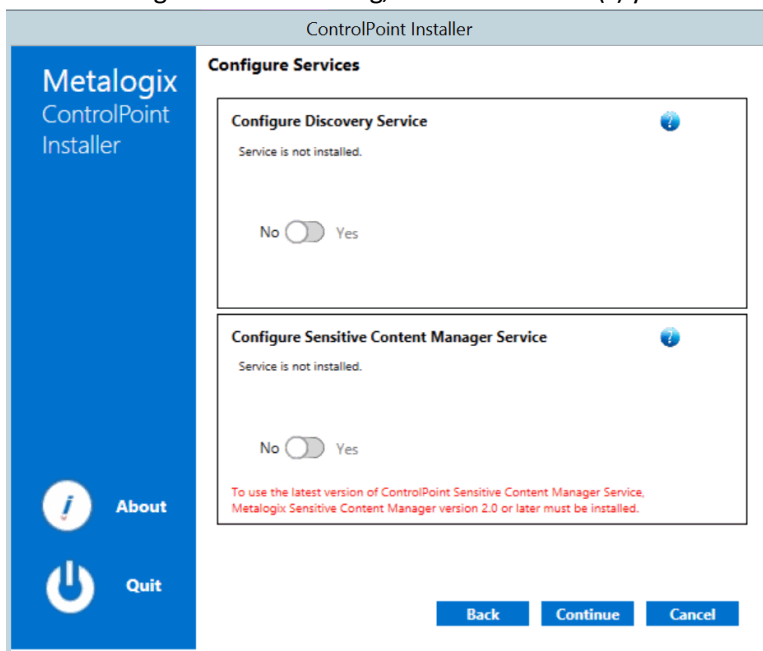 ControlPoint Installer
Metalogix
ControlPoint
Installer
Configure Services
Configure Discovery Service
?
Service is not installed.
No Yes
Configure Sensitive Content Manager Service
?
Service is not installed.
No Yes
To use the latest version of ControlPoint Sensitive Content Manager Service,
Metalogix Sensitive Content Manager version 2.0 or later must be installed.
i About
Quit
Back Continue Cancel